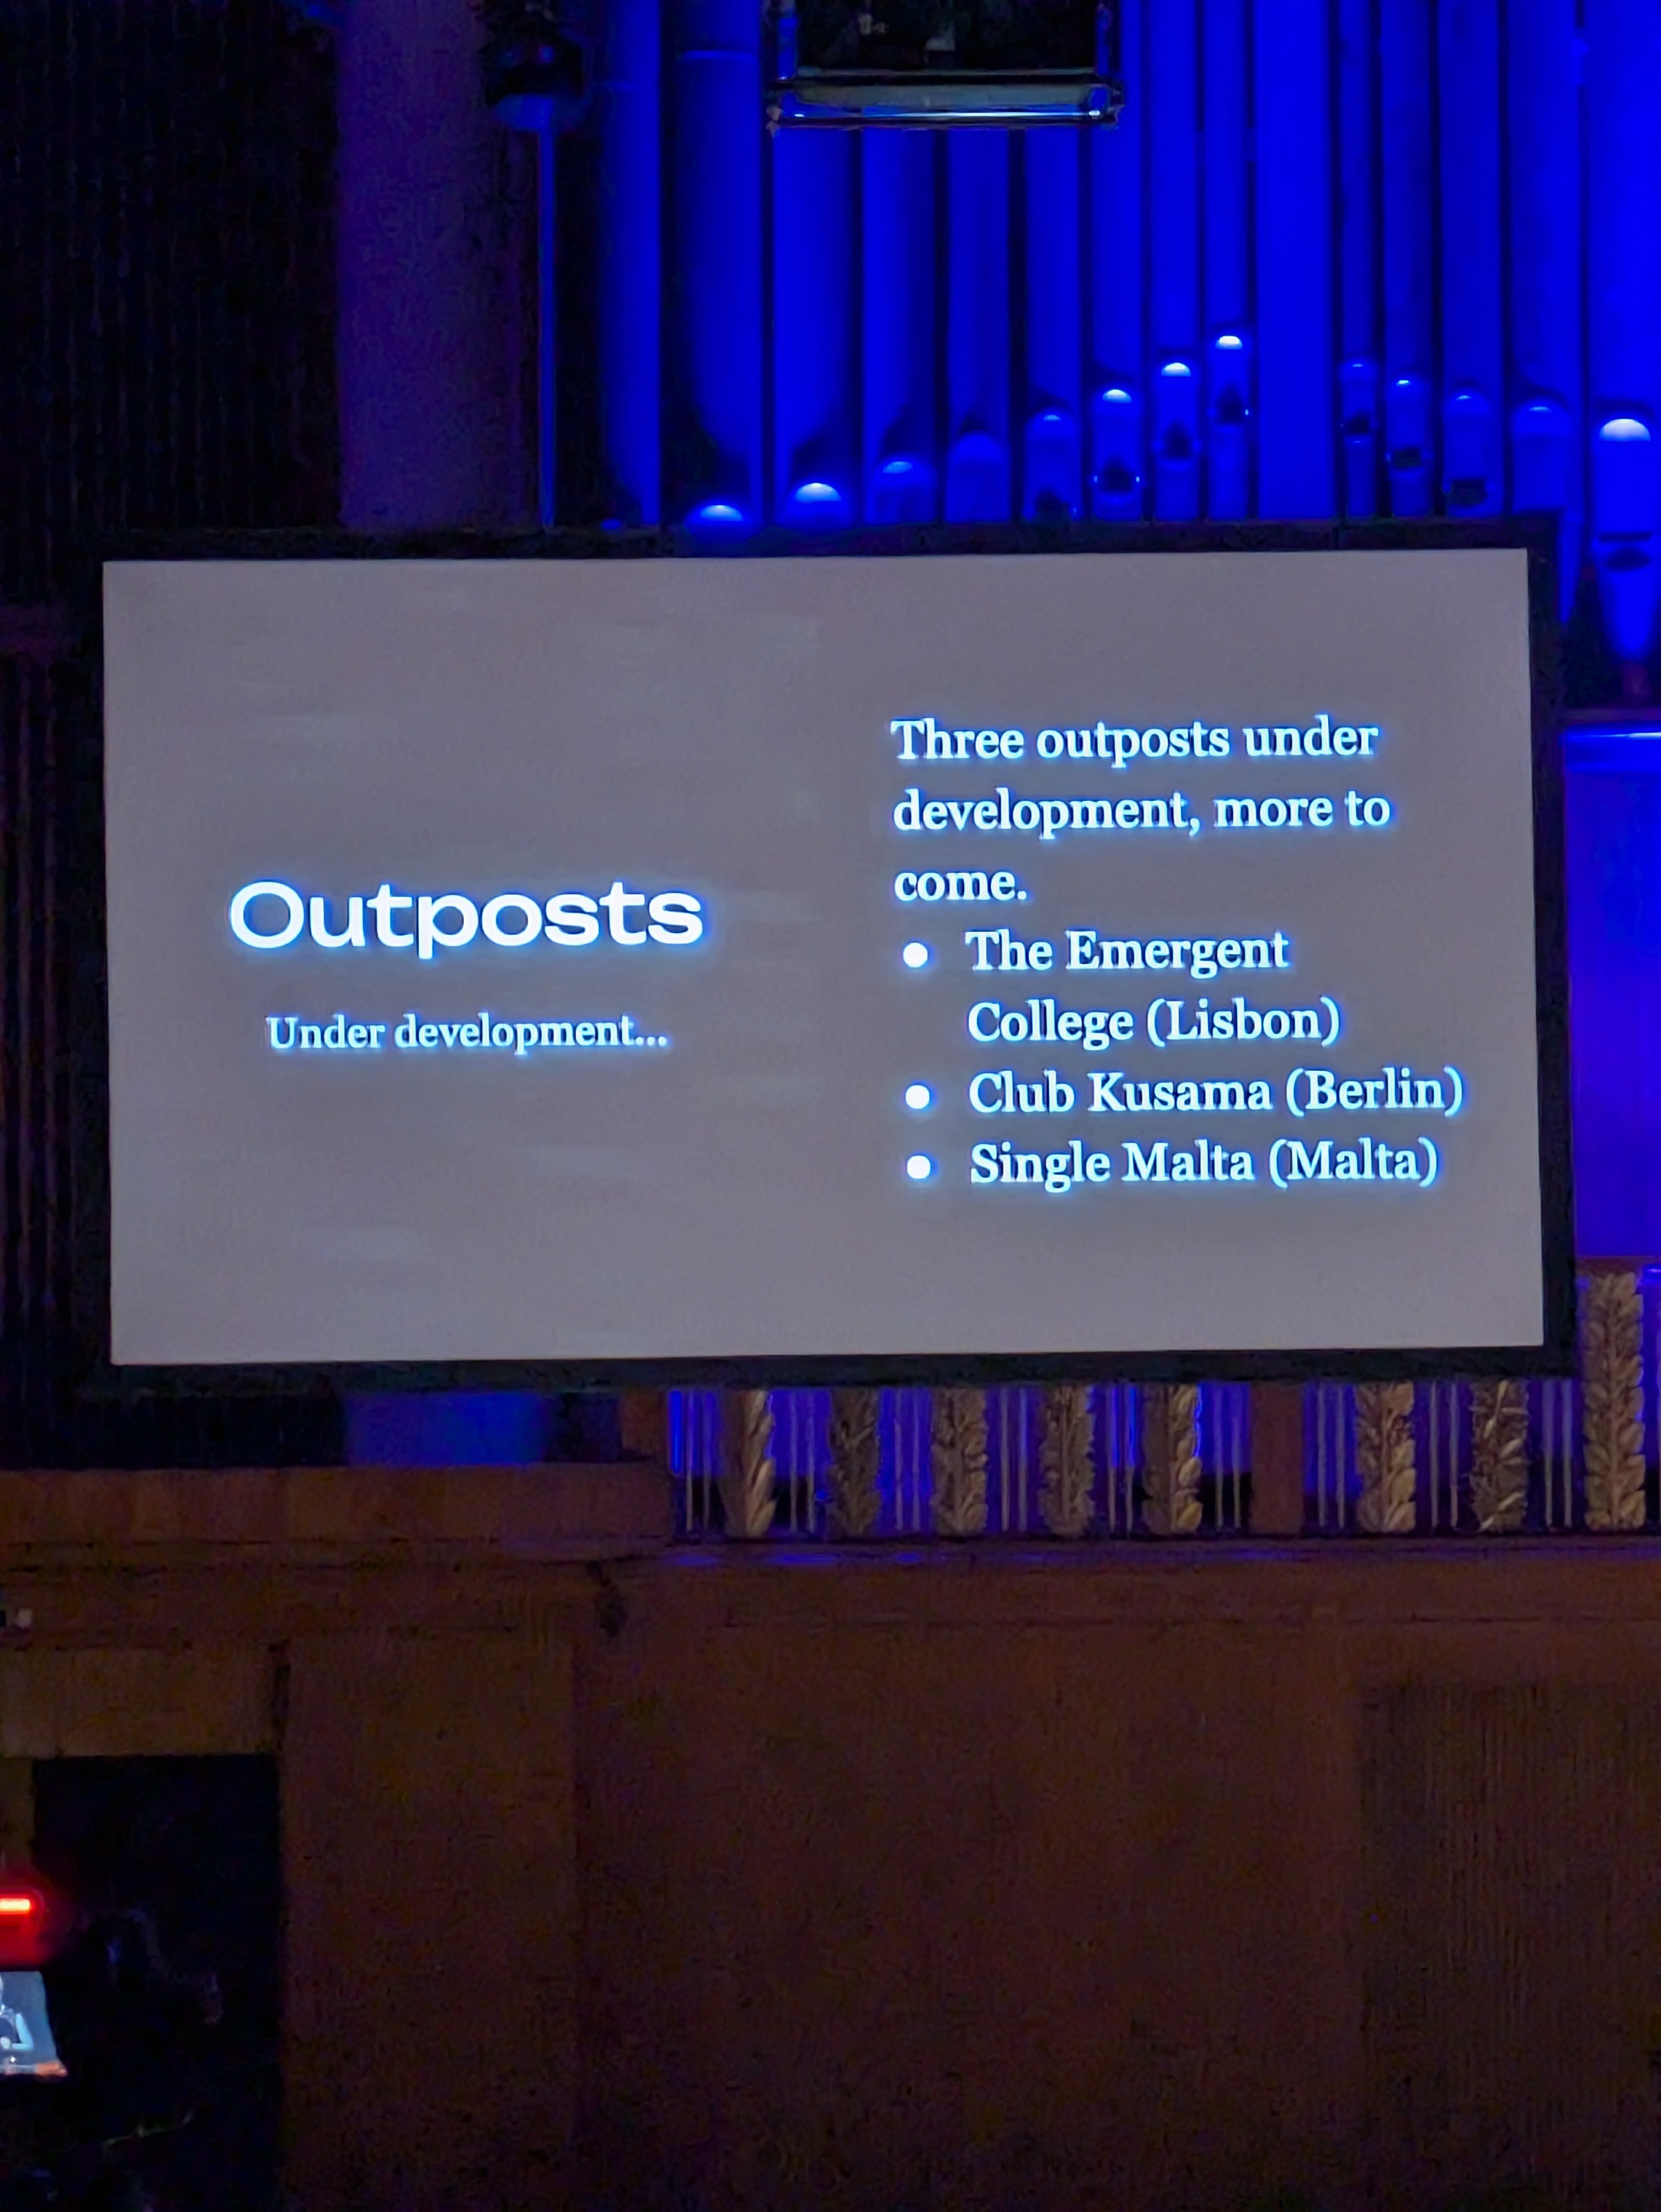 Outposts
Under development...
Three outposts under
development, more to
come.
● The Emergent
College (Lisbon)
● Club Kusama (Berlin)
● Single Malta (Malta)